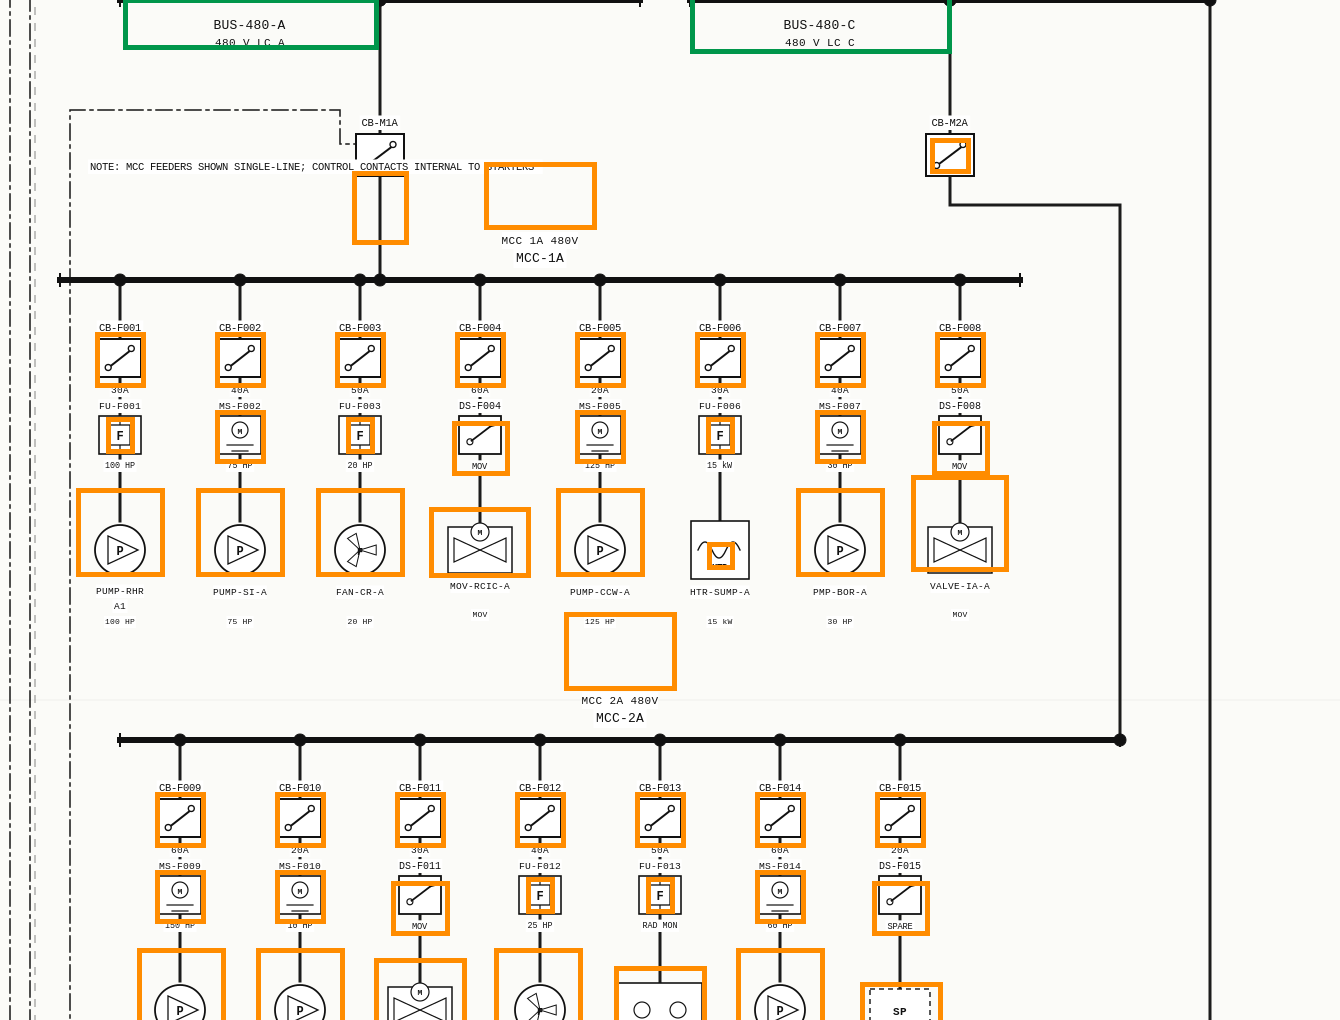 BUS-480-A
480 V LC A
BUS-480-C
480 V LC C
CB-M1A
CB-M2A
NOTE: MCC FEEDERS SHOWN SINGLE-LINE; CONTROL CONTACTS INTERNAL TO STARTERS
MCC 1A 480V
MCC-1A
CB-F001 CB-F002 CB-F003 CB-F004 CB-F005 CB-F006 CB-F007 CB-F008
30A 40A 50A 60A 20A 30A 40A 50A
FU-F001 MS-F002 FU-F003 DS-F004 MS-F005 FU-F006 MS-F007 DS-F008
F M F M F M
100 HP 75 HP 20 HP MOV 125 HP 15 kW 30 HP MOV
M M
P P P P
PUMP-RHR A1
PUMP-SI-A FAN-CR-A MOV-RCIC-A PUMP-CCW-A HTR-SUMP-A PMP-BOR-A VALVE-IA-A
100 HP 75 HP 20 HP MOV 125 HP 15 kW 30 HP MOV
MCC 2A 480V
MCC-2A
CB-F009 CB-F010 CB-F011 CB-F012 CB-F013 CB-F014 CB-F015
60A 20A 30A 40A 50A 60A 20A
MS-F009 MS-F010 DS-F011 FU-F012 FU-F013 MS-F014 DS-F015
M M F F M
150 HP 10 HP MOV 25 HP RAD MON 60 HP SPARE
M
P P P SP